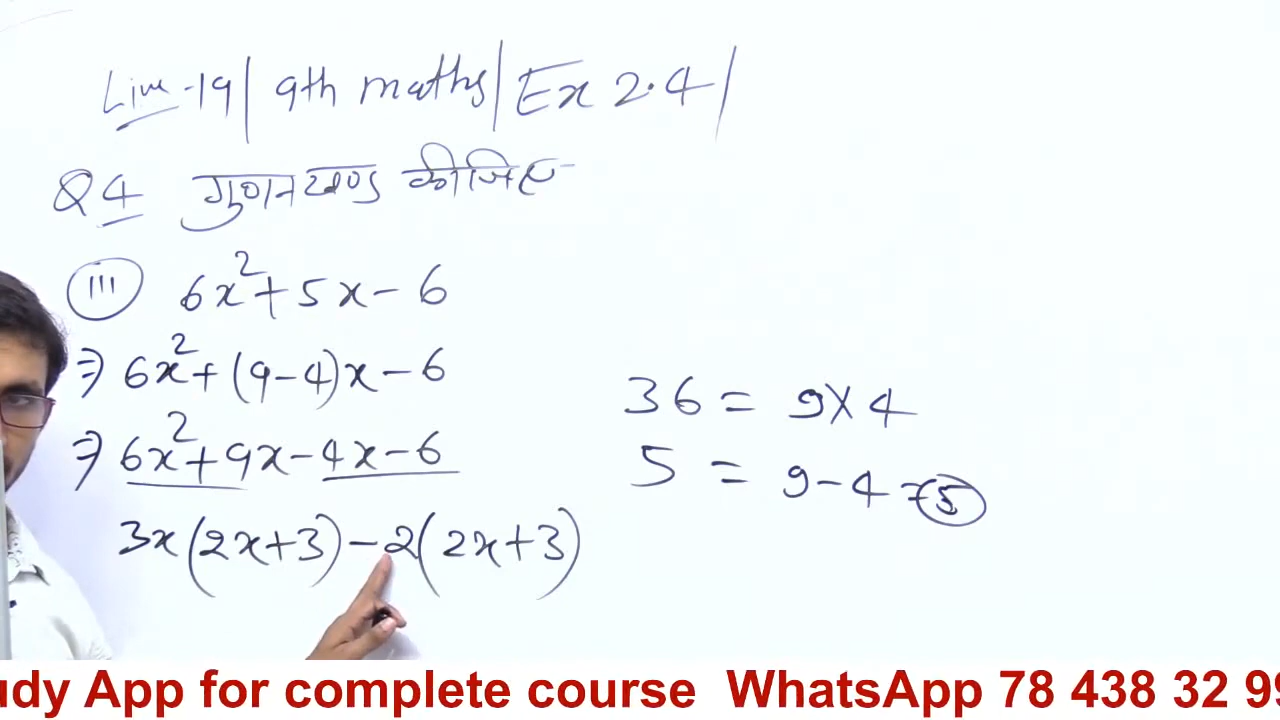 Live-19| 9th maths| Ex 2.4|
Q4 गुणनखण्ड कीजिए
(iii) 6x²+5x-6
⇒ 6x²+(9-4)x-6
⇒ 6x²+9x-4x-6
3x(2x+3)-2(2x+3)
36 = 9×4
5 = 9-4=5
udy App for complete course WhatsApp 78 438 32 99